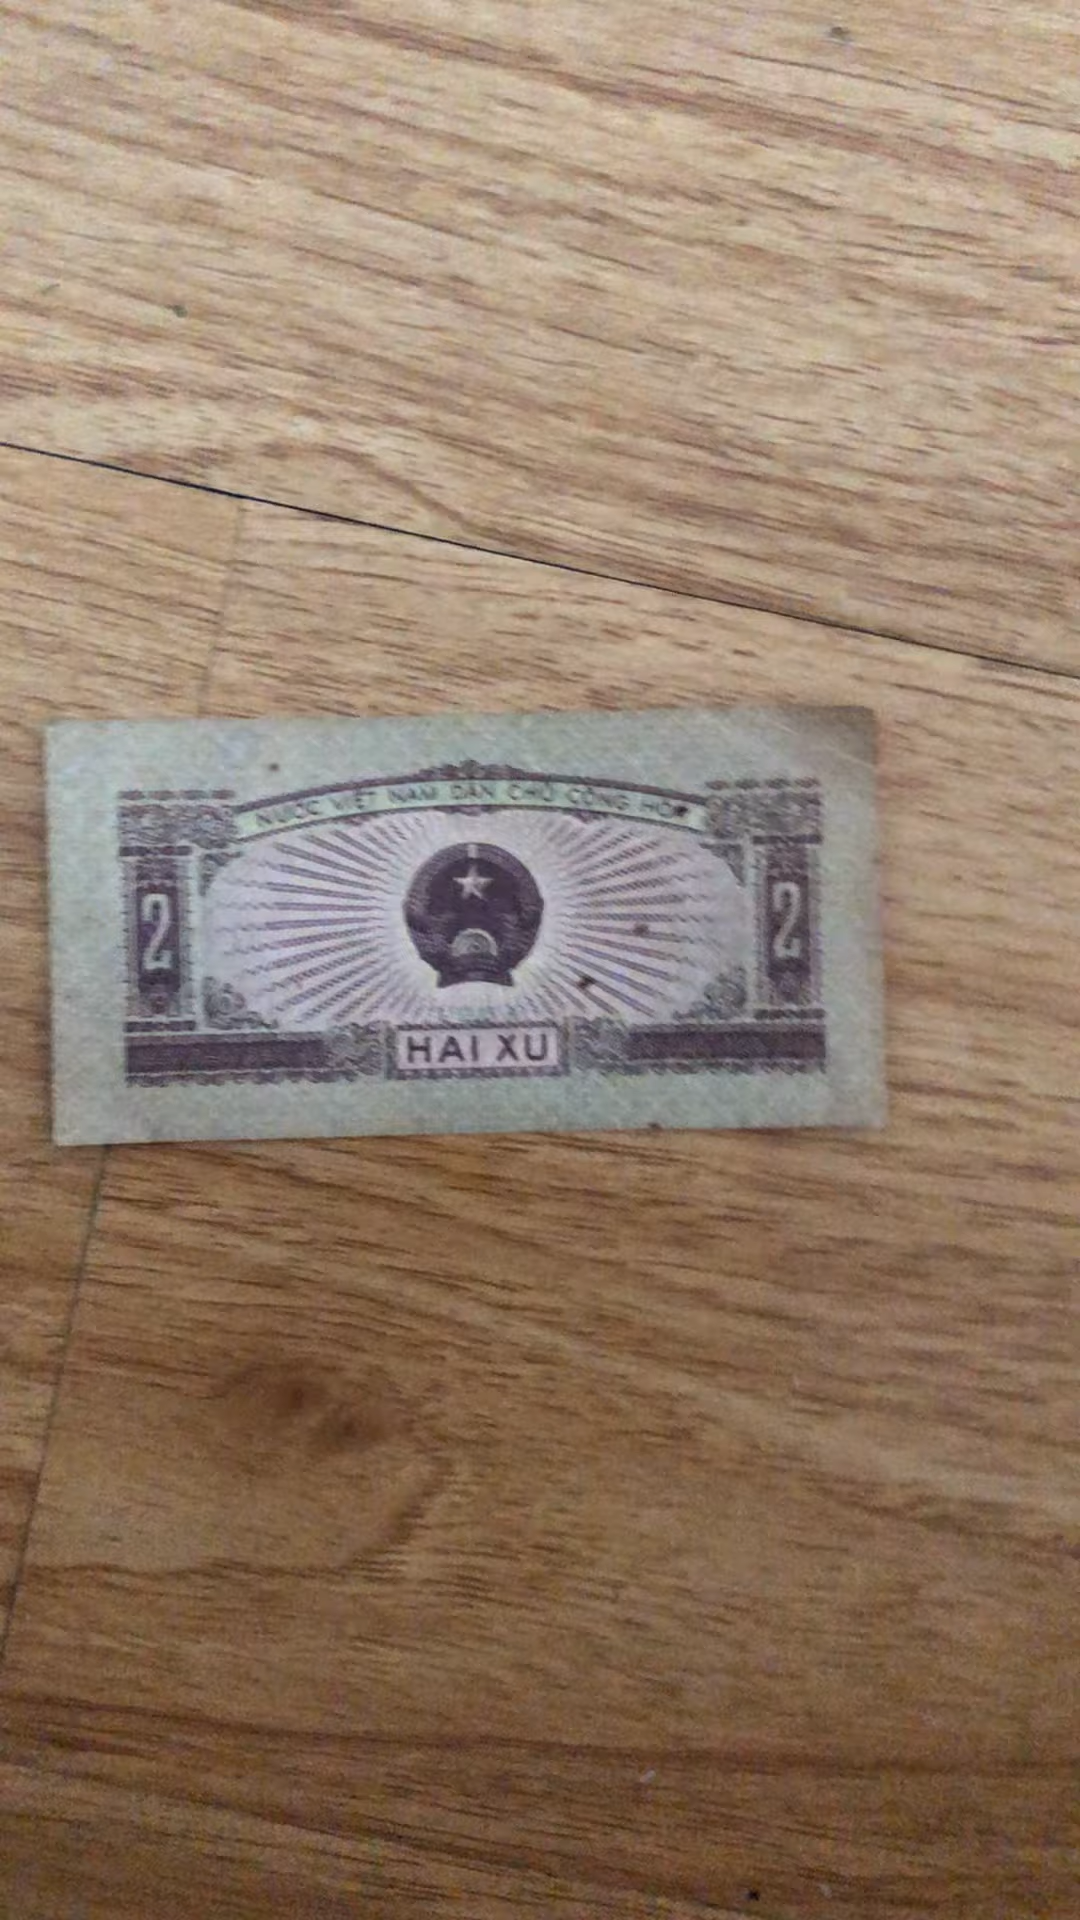 NƯỚC VIỆT NAM DÂN CHỦ CỘNG HÒA
2 2
HAI XU